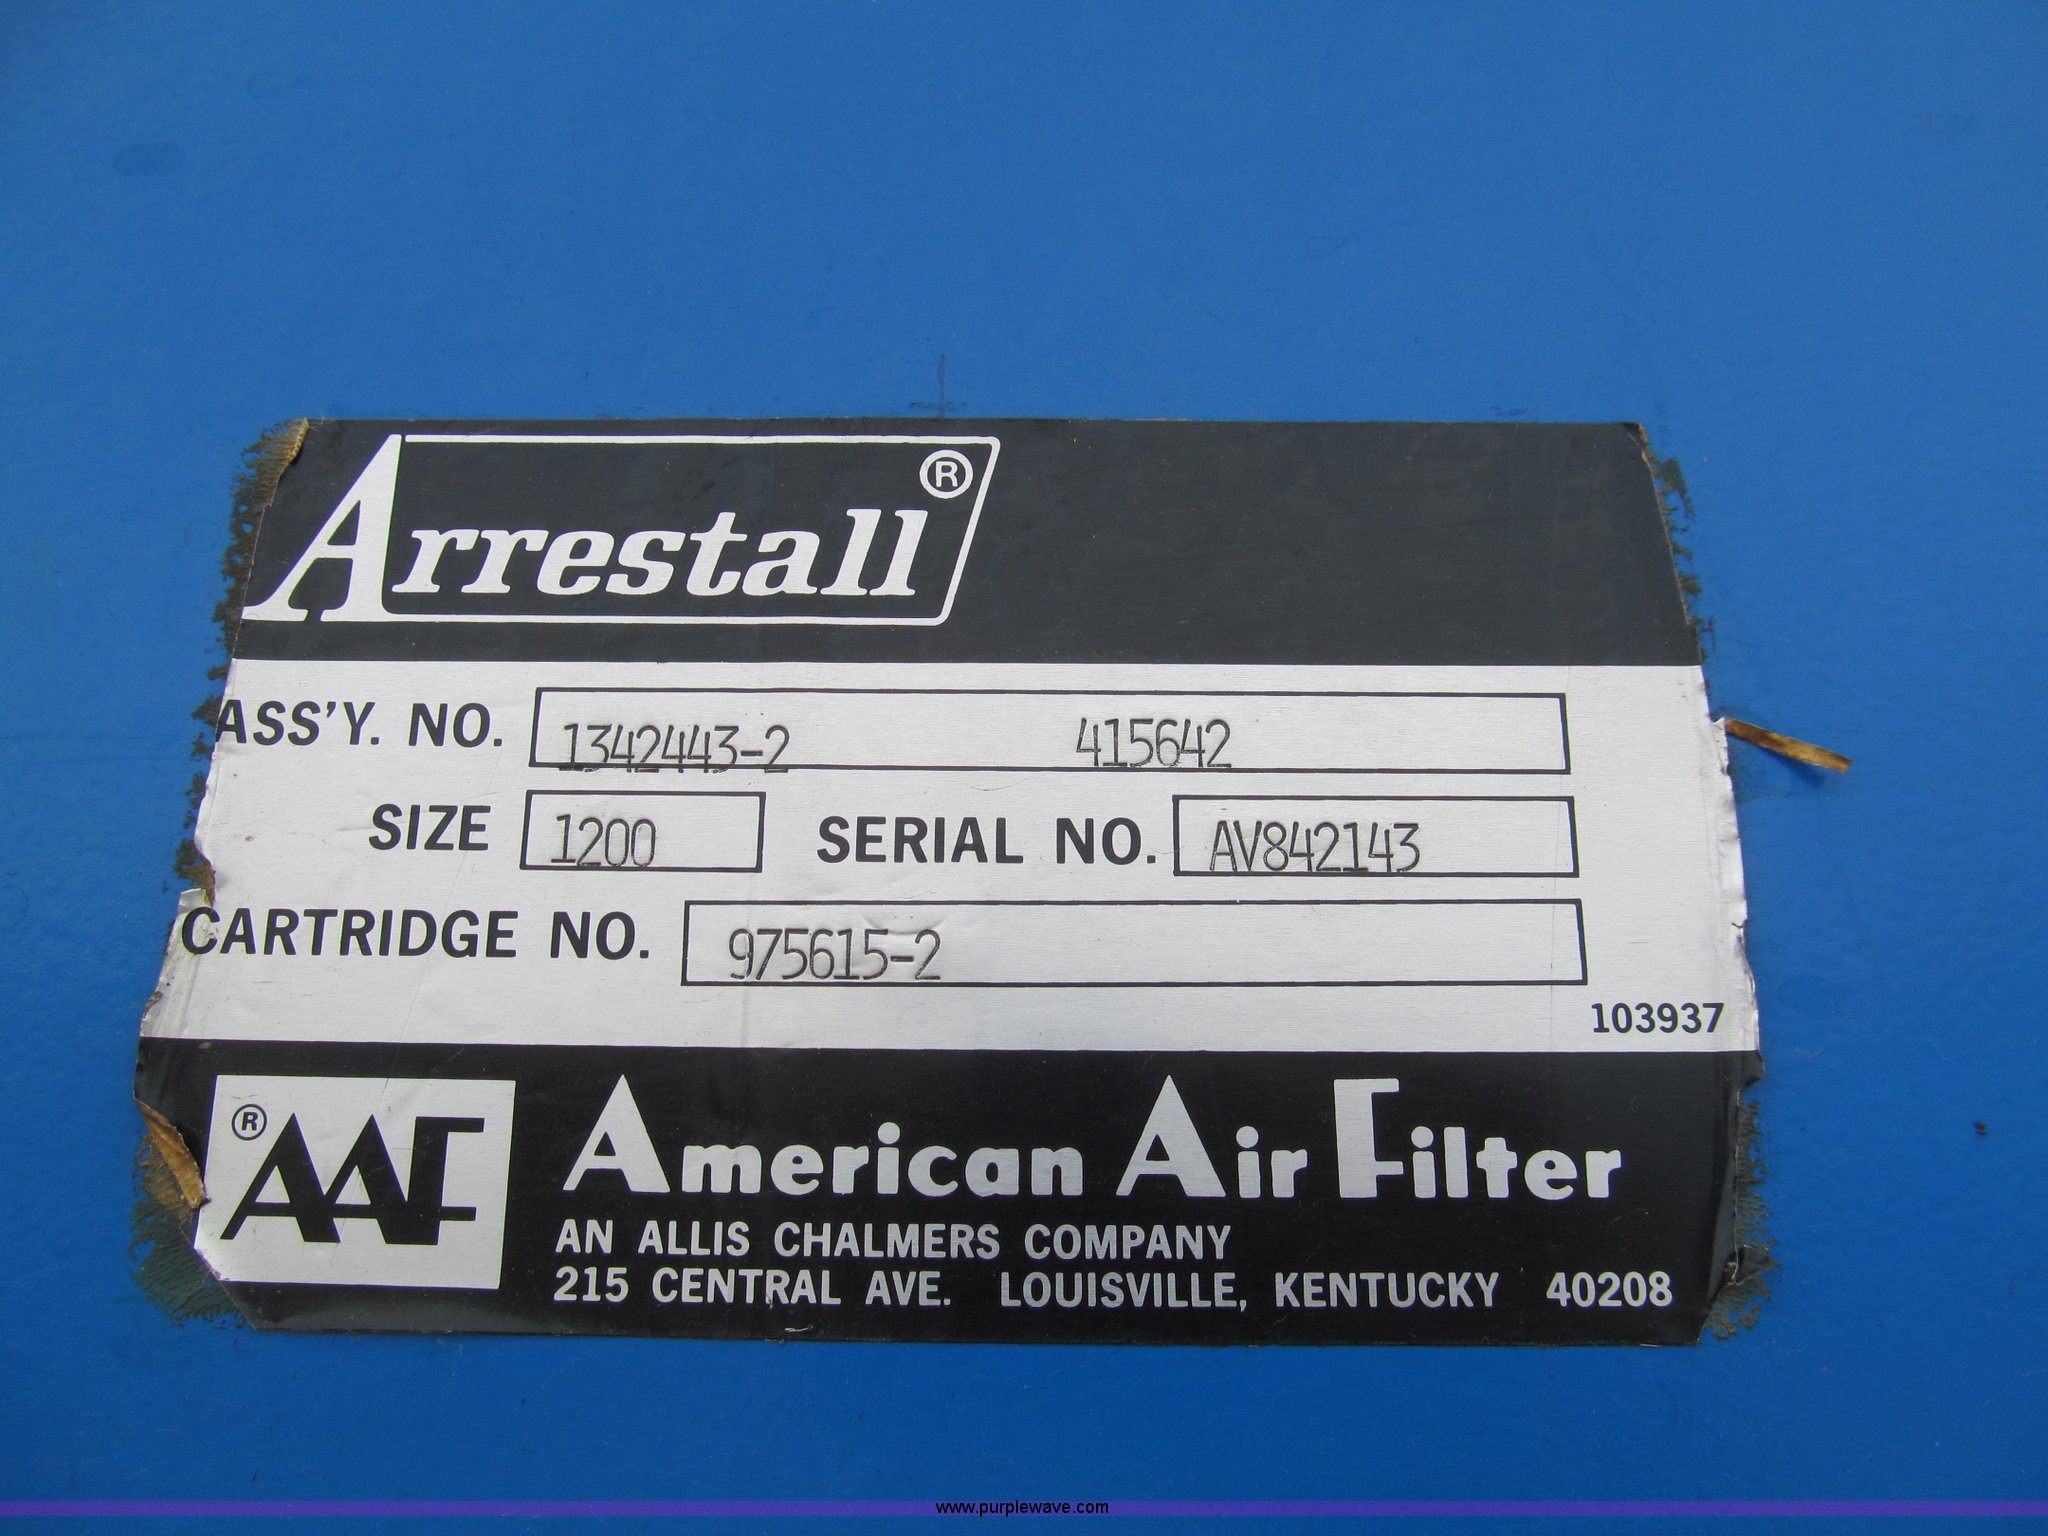 Arrestall ®
ASS'Y. NO. 1342443-2 415642
SIZE 1200 SERIAL NO. AV842143
CARTRIDGE NO. 975615-2
103937
® AAF American Air Filter
AN ALLIS CHALMERS COMPANY
215 CENTRAL AVE. LOUISVILLE, KENTUCKY 40208
www.purplewave.com